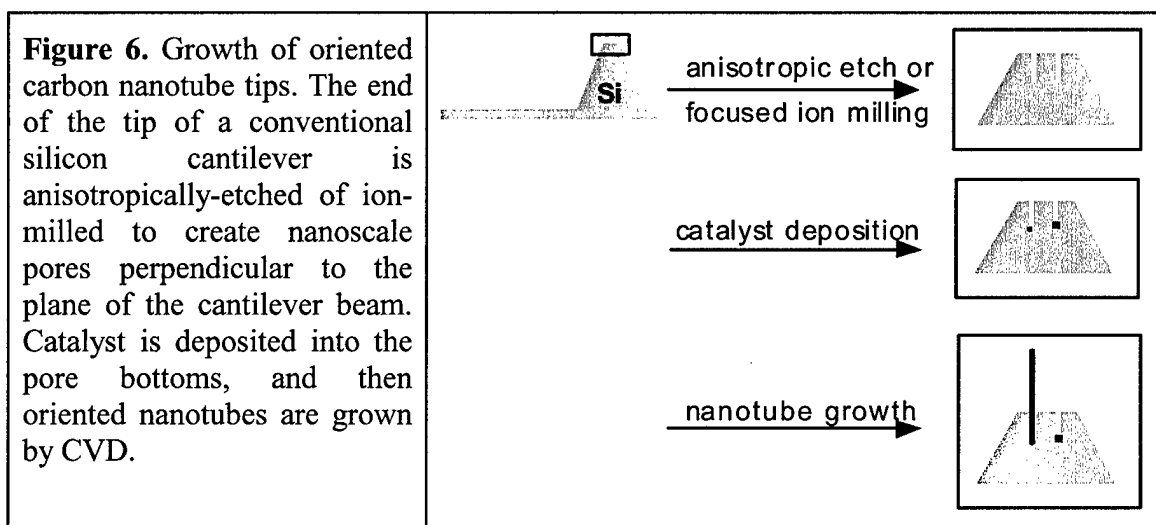 Figure 6. Growth of oriented
carbon nanotube tips. The end
of the tip of a conventional
silicon cantilever is
anisotropically-etched of ion-
milled to create nanoscale
pores perpendicular to the
plane of the cantilever beam.
Catalyst is deposited into the
pore bottoms, and then
oriented nanotubes are grown
by CVD.
Si
anisotropic etch or
focused ion milling
catalyst deposition
nanotube growth